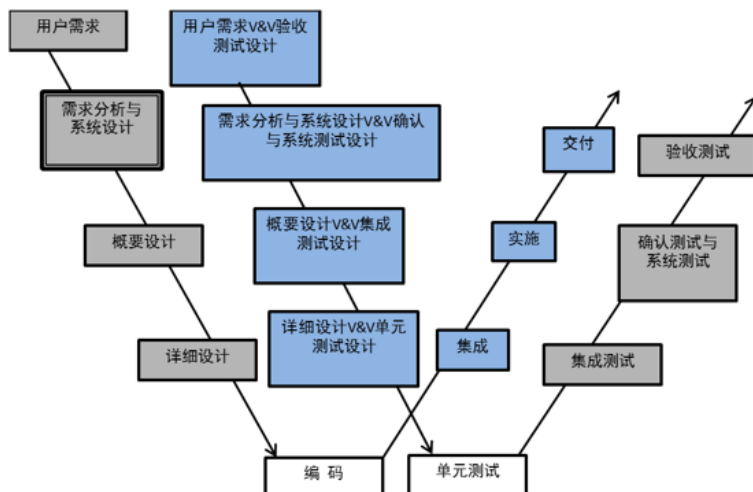 用户需求
用户需求V&V验收
测试设计
需求分析与
系统设计
需求分析与系统设计V&V确认
与系统测试设计
交付
验收测试
概要设计
概要设计V&V集成
测试设计
实施
确认测试与
系统测试
详细设计
详细设计V&V单元
测试设计
集成
集成测试
编 码
单元测试